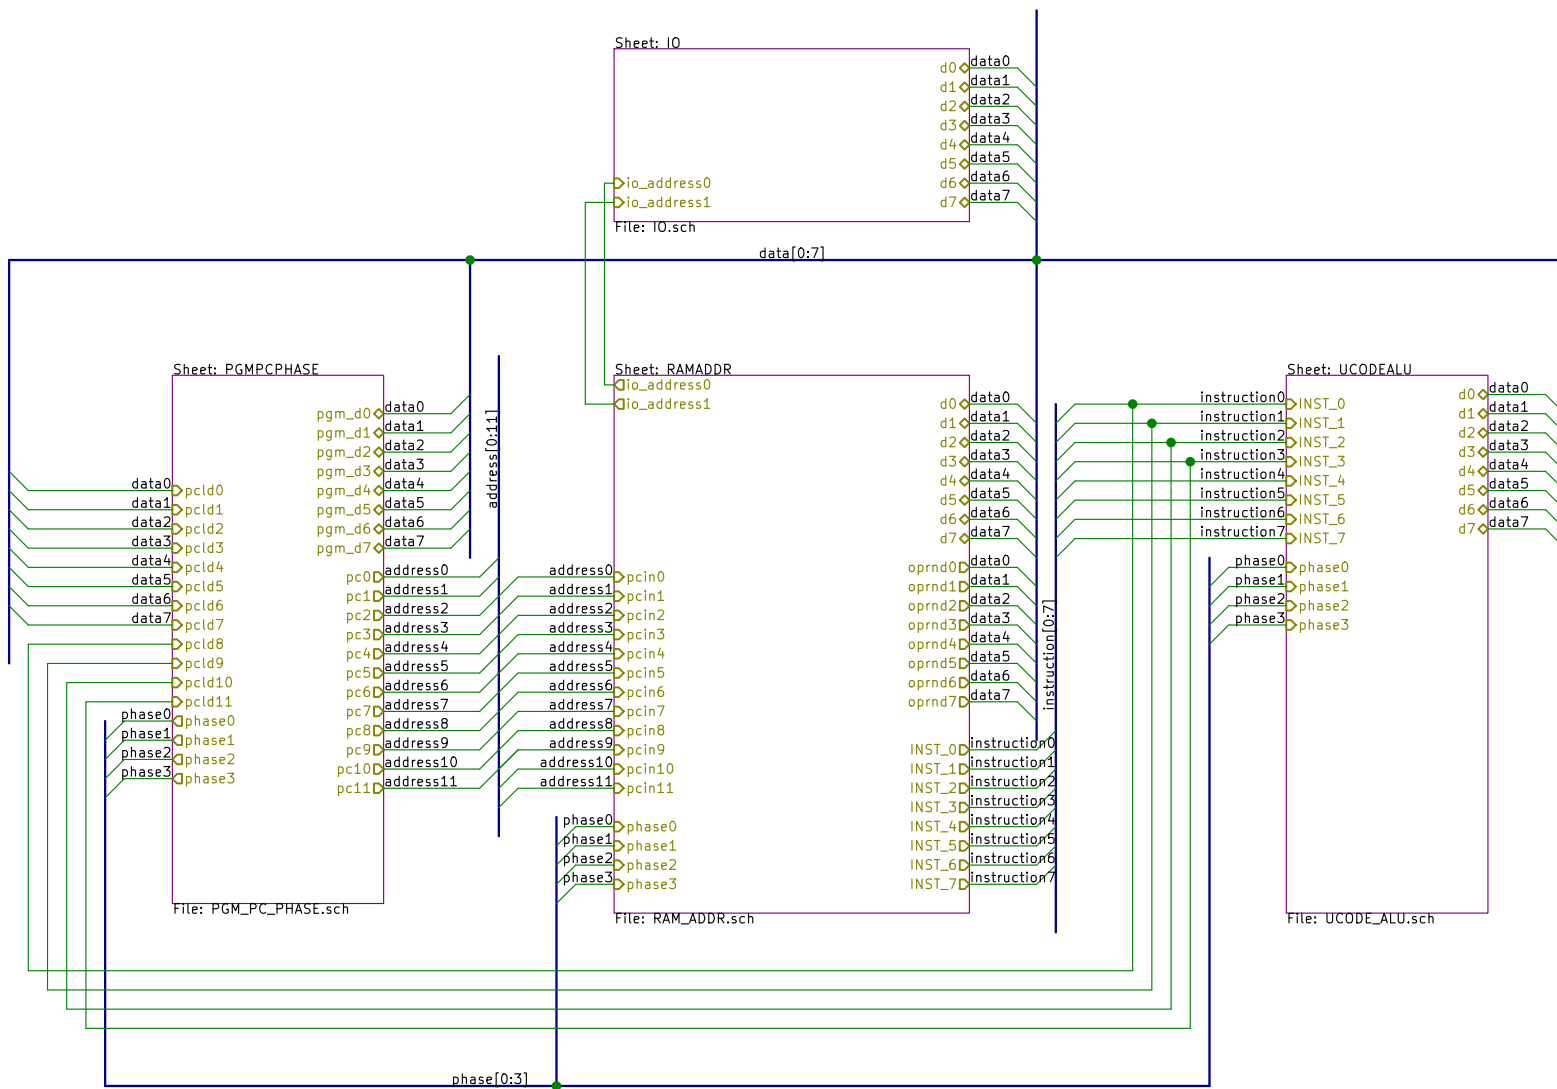 Sheet: IO
d0
data0
d1
data1
d2
data2
d3
data3
d4
data4
d5
data5
io_address0
d6
data6
io_address1
d7
data7
File: IO.sch
data[0:7]
Sheet: PGMPCPHASE
pgm_d0
data0
pgm_d1
data1
pgm_d2
data2
pgm_d3
data3
data0
pcld0
pgm_d4
data4
data1
pcld1
pgm_d5
data5
data2
pcld2
pgm_d6
data6
data3
pcld3
pgm_d7
data7
data4
pcld4
pc0
address0
data5
pcld5
pc1
address1
data6
pcld6
pc2
address2
data7
pcld7
pc3
address3
pcld8
pc4
address4
pcld9
pc5
address5
pcld10
pc6
address6
pcld11
pc7
address7
phase0
phase0
pc8
address8
phase1
phase1
pc9
address9
phase2
phase2
pc10
address10
phase3
phase3
pc11
address11
File: PGM_PC_PHASE.sch
address[0:11]
Sheet: RAMADDR
io_address0
io_address1
d0
data0
d1
data1
d2
data2
d3
data3
d4
data4
d5
data5
d6
data6
d7
data7
address0
pcin0
oprnd0
data0
address1
pcin1
oprnd1
data1
address2
pcin2
oprnd2
data2
address3
pcin3
oprnd3
data3
address4
pcin4
oprnd4
data4
address5
pcin5
oprnd5
data5
address6
pcin6
oprnd6
data6
address7
pcin7
oprnd7
data7
address8
pcin8
address9
pcin9
INST_0
instruction0
address10
pcin10
INST_1
instruction1
address11
pcin11
INST_2
instruction2
INST_3
instruction3
phase0
phase0
INST_4
instruction4
phase1
phase1
INST_5
instruction5
phase2
phase2
INST_6
instruction6
phase3
phase3
INST_7
instruction7
File: RAM_ADDR.sch
instruction[0:7]
Sheet: UCODEALU
d0
data0
instruction0
INST_0
d1
data1
instruction1
INST_1
d2
data2
instruction2
INST_2
d3
data3
instruction3
INST_3
d4
data4
instruction4
INST_4
d5
data5
instruction5
INST_5
d6
data6
instruction6
INST_6
d7
data7
instruction7
INST_7
phase0
phase0
phase1
phase1
phase2
phase2
phase3
phase3
File: UCODE_ALU.sch
phase[0:3]